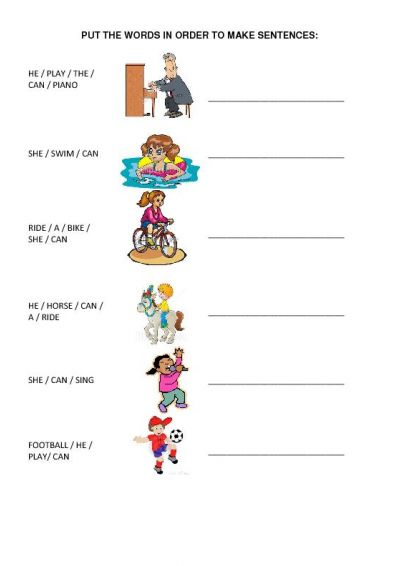 PUT THE WORDS IN ORDER TO MAKE SENTENCES:
HE / PLAY / THE /
CAN / PIANO
SHE / SWIM / CAN
RIDE / A / BIKE /
SHE / CAN
HE / HORSE / CAN /
A / RIDE
SHE / CAN / SING
FOOTBALL / HE /
PLAY/ CAN